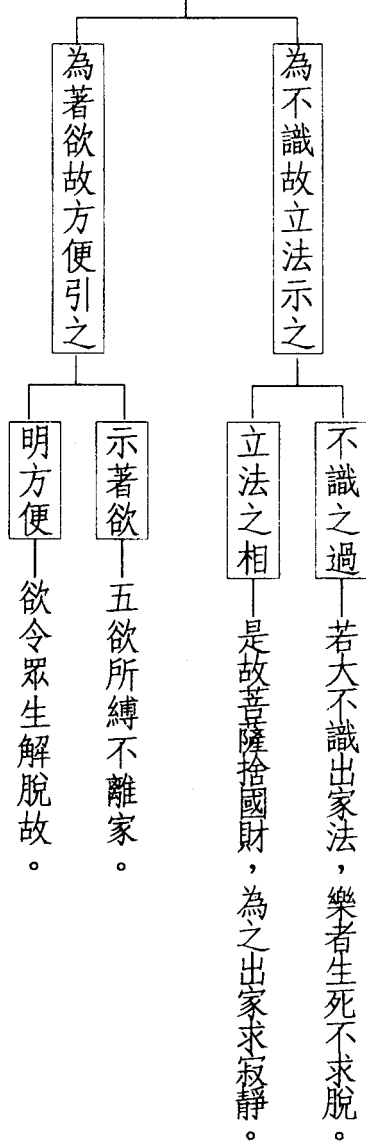 為不識故立法示之
不識之過
若大不識出家法，樂者生死不求脫。
立法之相
是故菩薩捨國財，為之出家求寂靜。
為著欲故方便引之
示著欲
五欲所縛不離家。
明方便
欲令眾生解脫故。